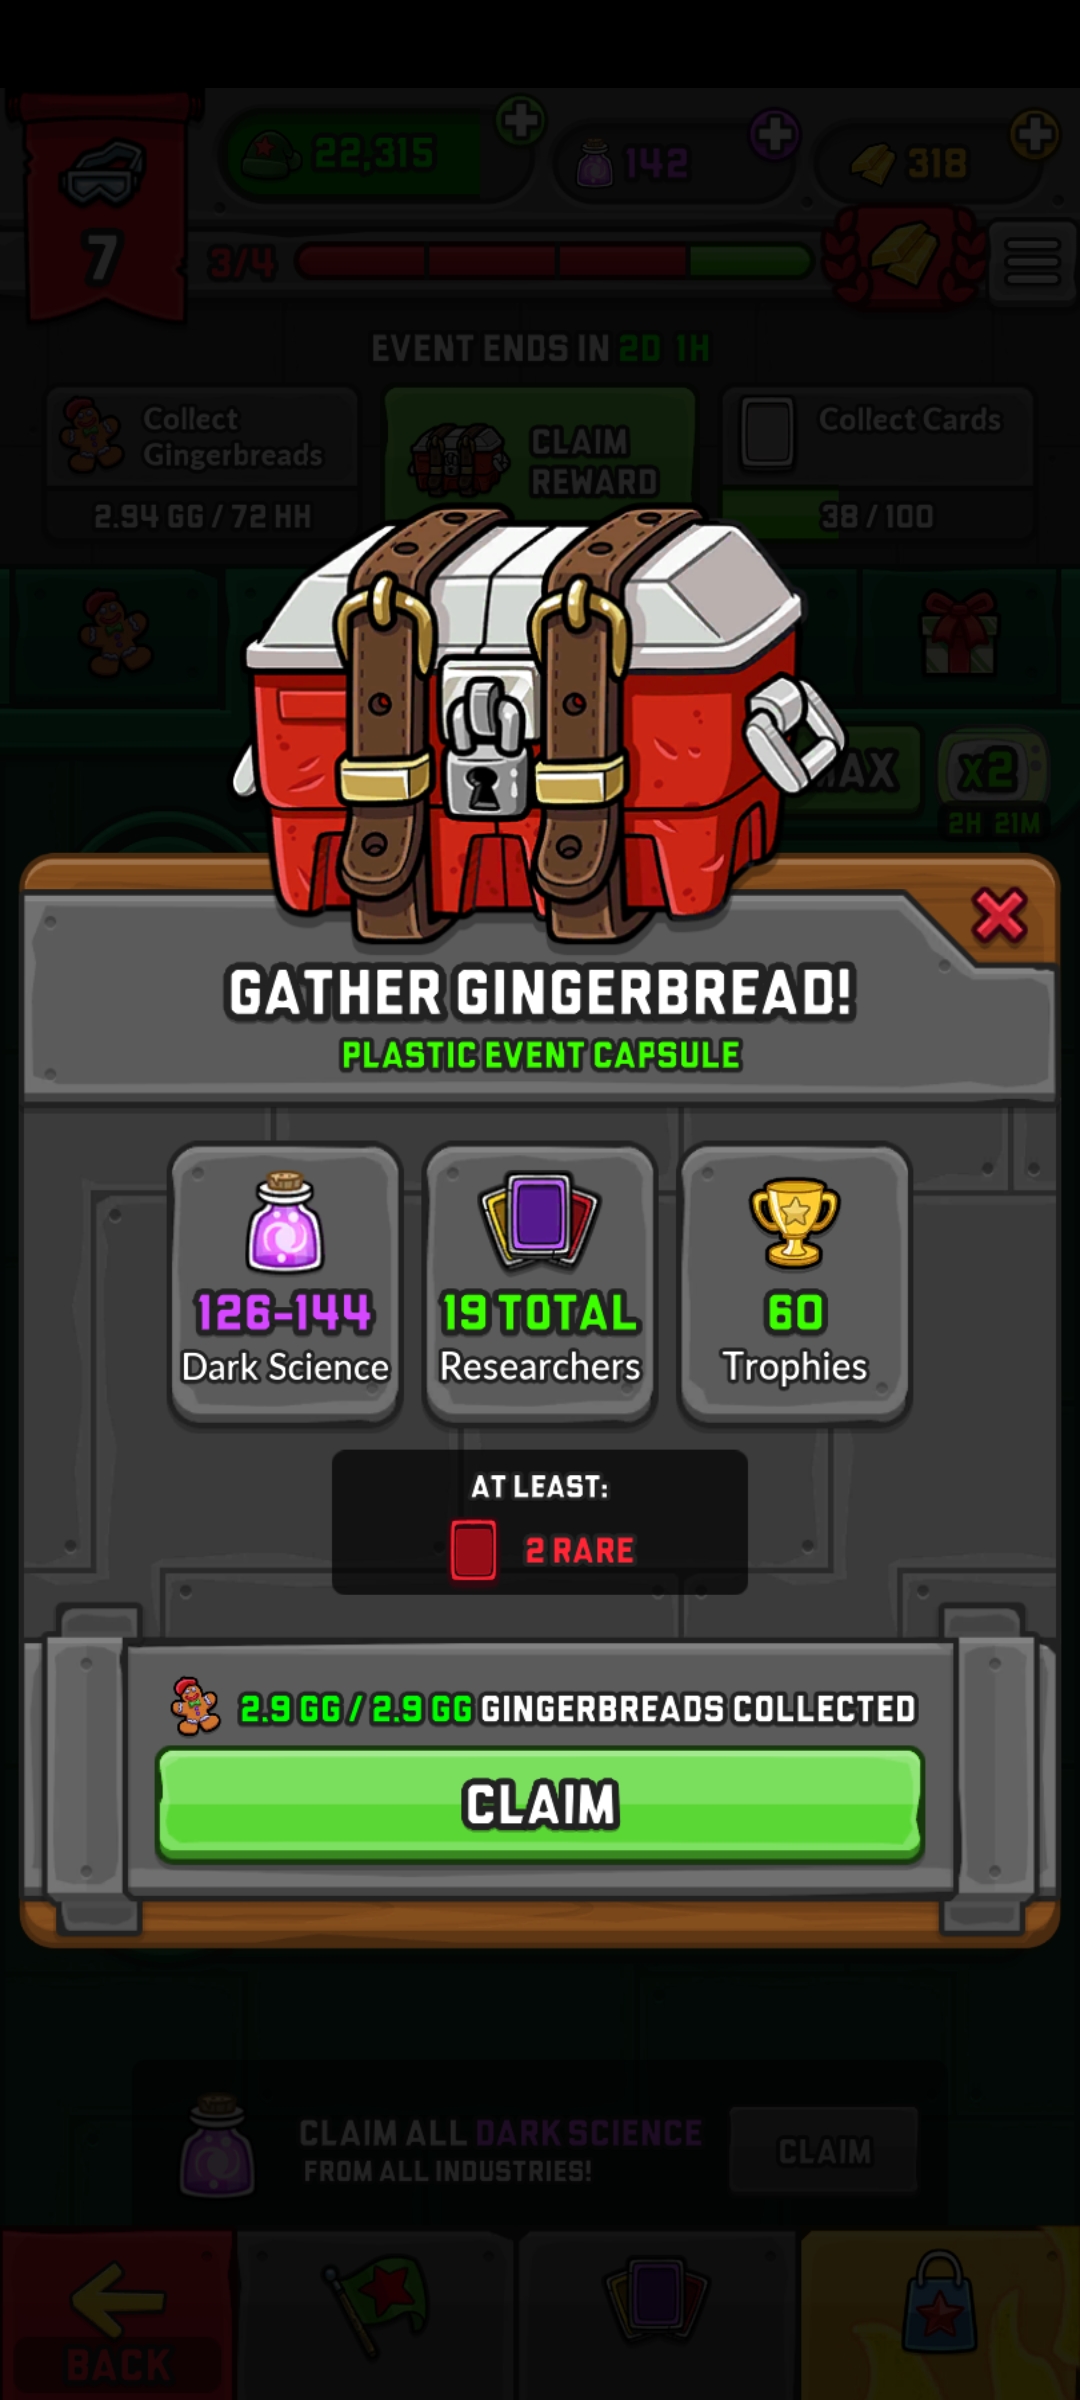 22,315
142
318
7
3/4
EVENT ENDS IN 2D 1H
Collect
Gingerbreads
2.94 GG / 72 HH
CLAIM
REWARD
Collect Cards
38 / 100
AX
x2
2H 21M
GATHER GINGERBREAD!
PLASTIC EVENT CAPSULE
126-144
Dark Science
19 TOTAL
Researchers
60
Trophies
AT LEAST:
2 RARE
2.9 GG / 2.9 GG GINGERBREADS COLLECTED
CLAIM
CLAIM ALL DARK SCIENCE
FROM ALL INDUSTRIES!
CLAIM
BACK